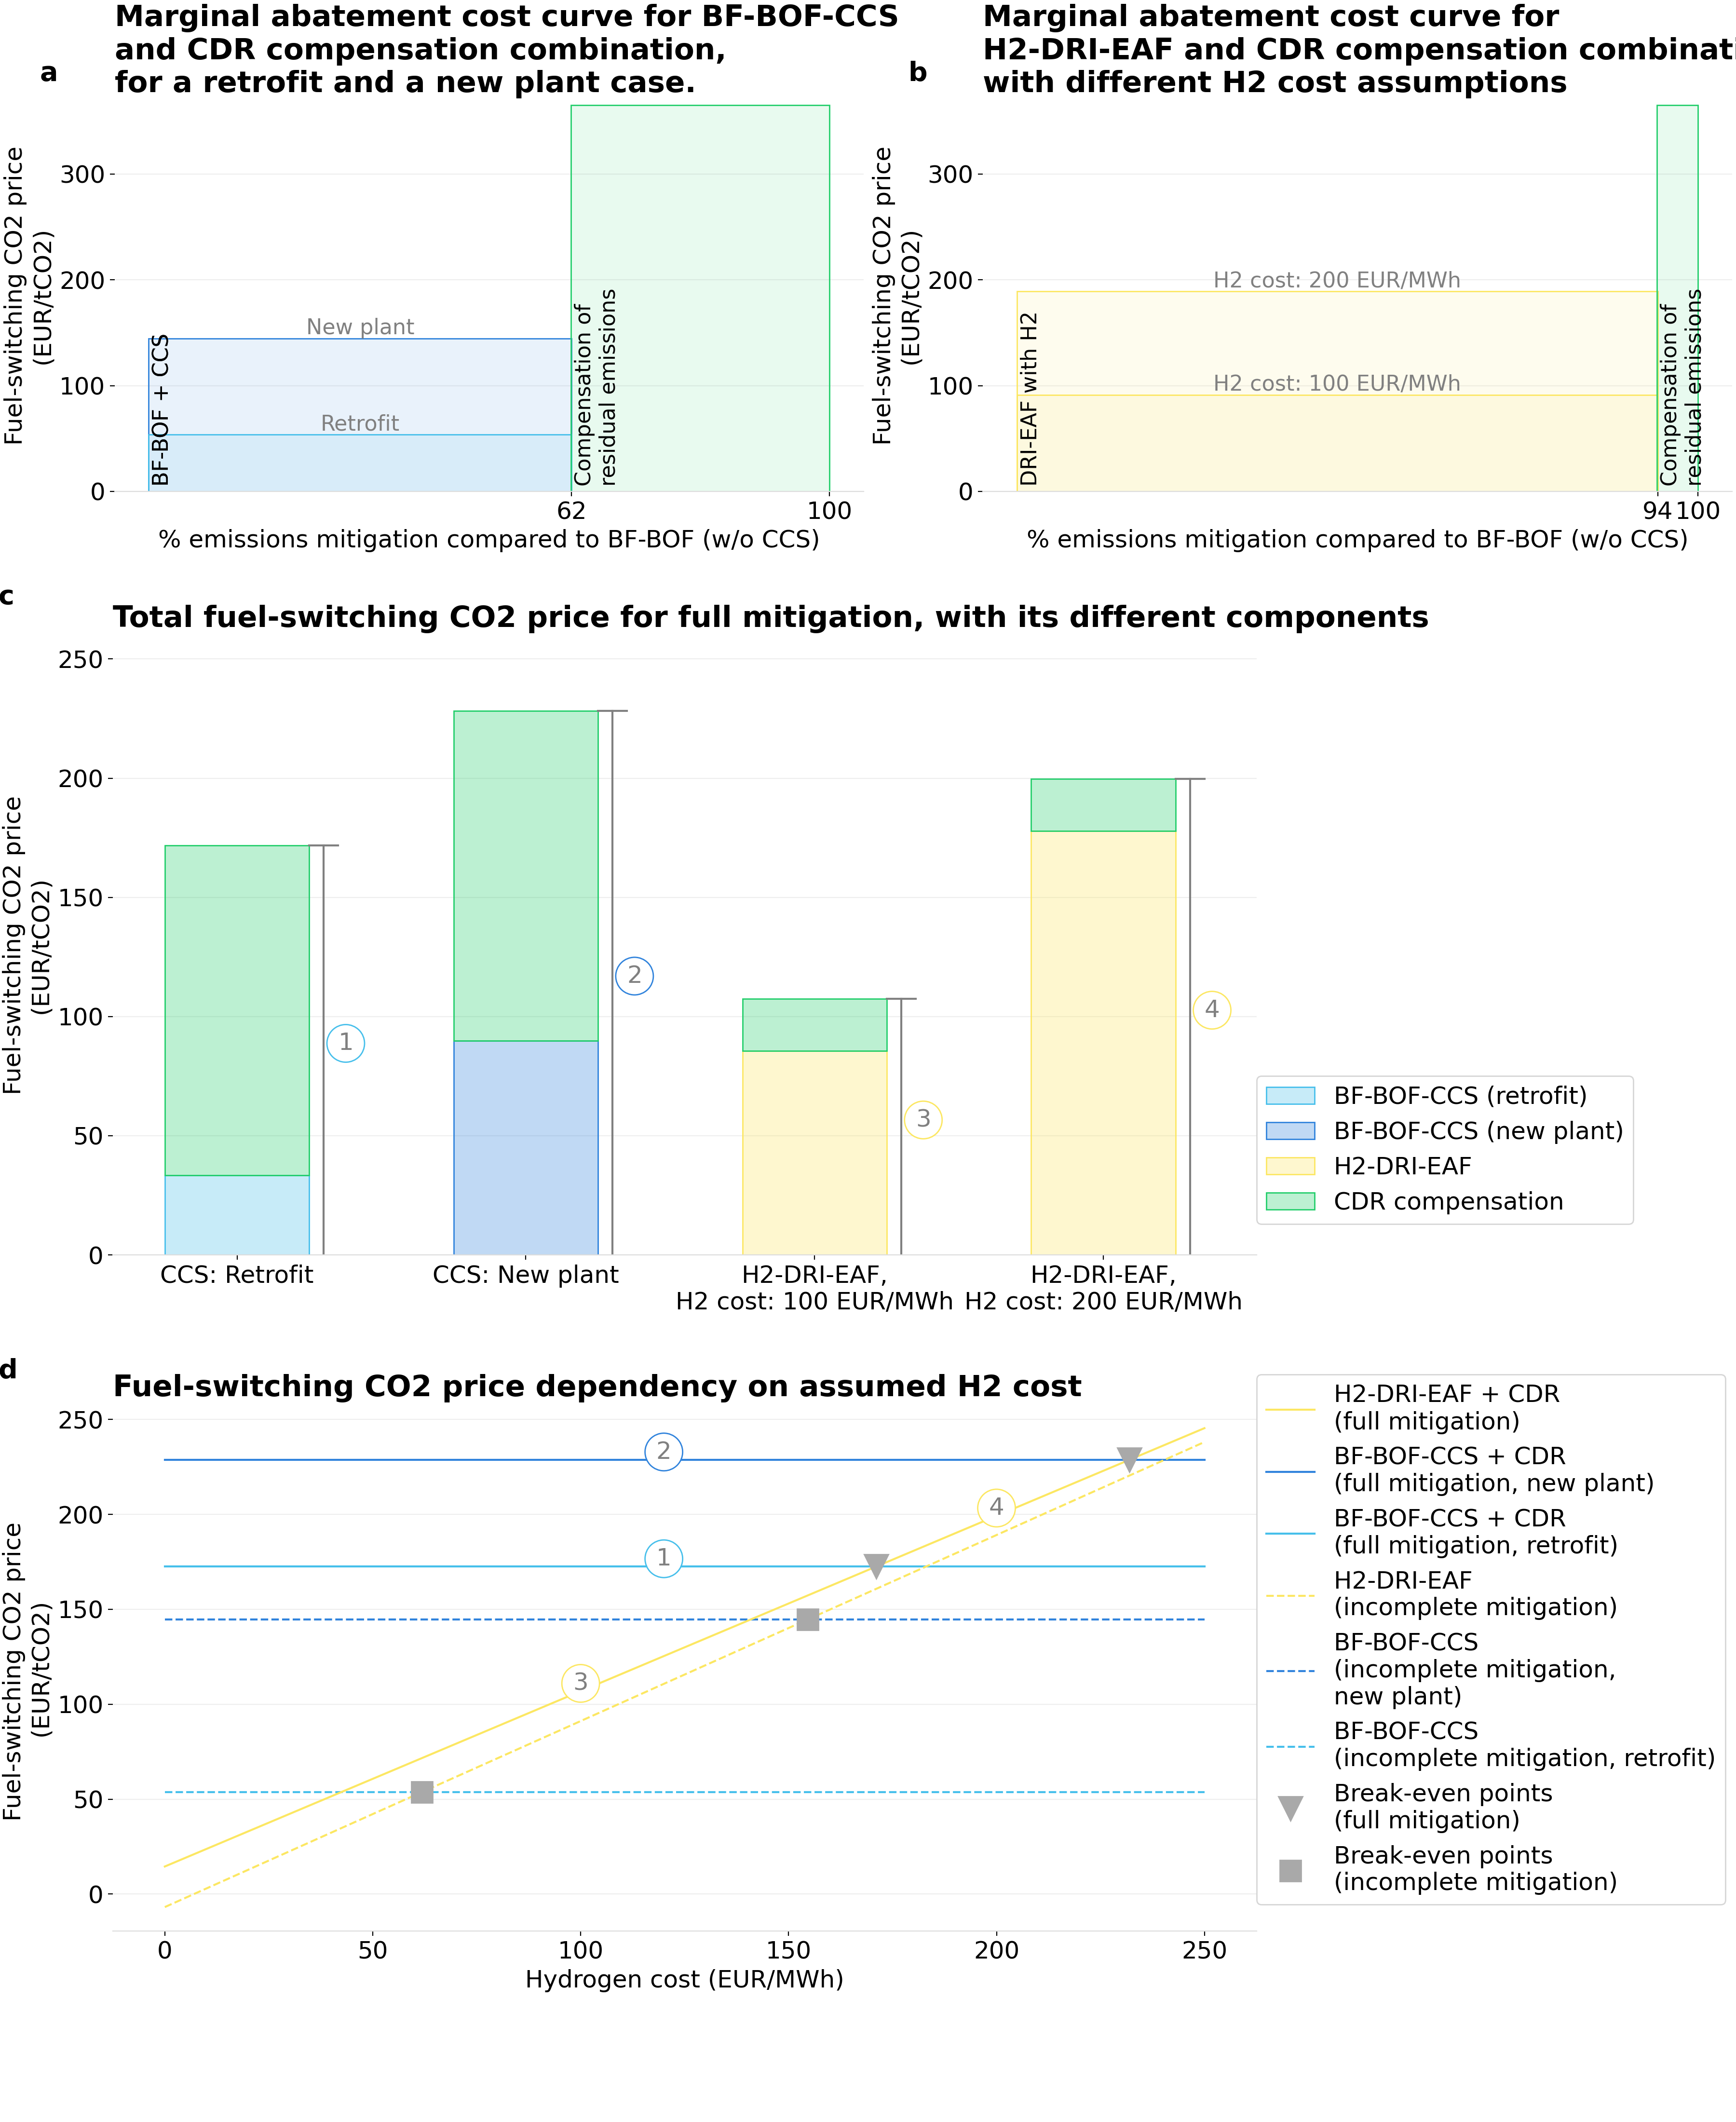 a
Marginal abatement cost curve for BF-BOF-CCS
and CDR compensation combination,
for a retrofit and a new plant case.
Fuel-switching CO2 price
(EUR/tCO2)
300
200
100
0
New plant
Retrofit
BF-BOF + CCS
Compensation of
residual emissions
62
100
% emissions mitigation compared to BF-BOF (w/o CCS)
b
Marginal abatement cost curve for
H2-DRI-EAF and CDR compensation combinati
with different H2 cost assumptions
Fuel-switching CO2 price
(EUR/tCO2)
300
200
100
0
H2 cost: 200 EUR/MWh
H2 cost: 100 EUR/MWh
DRI-EAF with H2
Compensation of
residual emissions
94
100
% emissions mitigation compared to BF-BOF (w/o CCS)
c
Total fuel-switching CO2 price for full mitigation, with its different components
Fuel-switching CO2 price
(EUR/tCO2)
250
200
150
100
50
0
1
2
3
4
CCS: Retrofit
CCS: New plant
H2-DRI-EAF,
H2 cost: 100 EUR/MWh
H2-DRI-EAF,
H2 cost: 200 EUR/MWh
BF-BOF-CCS (retrofit)
BF-BOF-CCS (new plant)
H2-DRI-EAF
CDR compensation
d
Fuel-switching CO2 price dependency on assumed H2 cost
Fuel-switching CO2 price
(EUR/tCO2)
250
200
150
100
50
0
2
4
1
3
0
50
100
150
200
250
Hydrogen cost (EUR/MWh)
H2-DRI-EAF + CDR
(full mitigation)
BF-BOF-CCS + CDR
(full mitigation, new plant)
BF-BOF-CCS + CDR
(full mitigation, retrofit)
H2-DRI-EAF
(incomplete mitigation)
BF-BOF-CCS
(incomplete mitigation,
new plant)
BF-BOF-CCS
(incomplete mitigation, retrofit)
Break-even points
(full mitigation)
Break-even points
(incomplete mitigation)